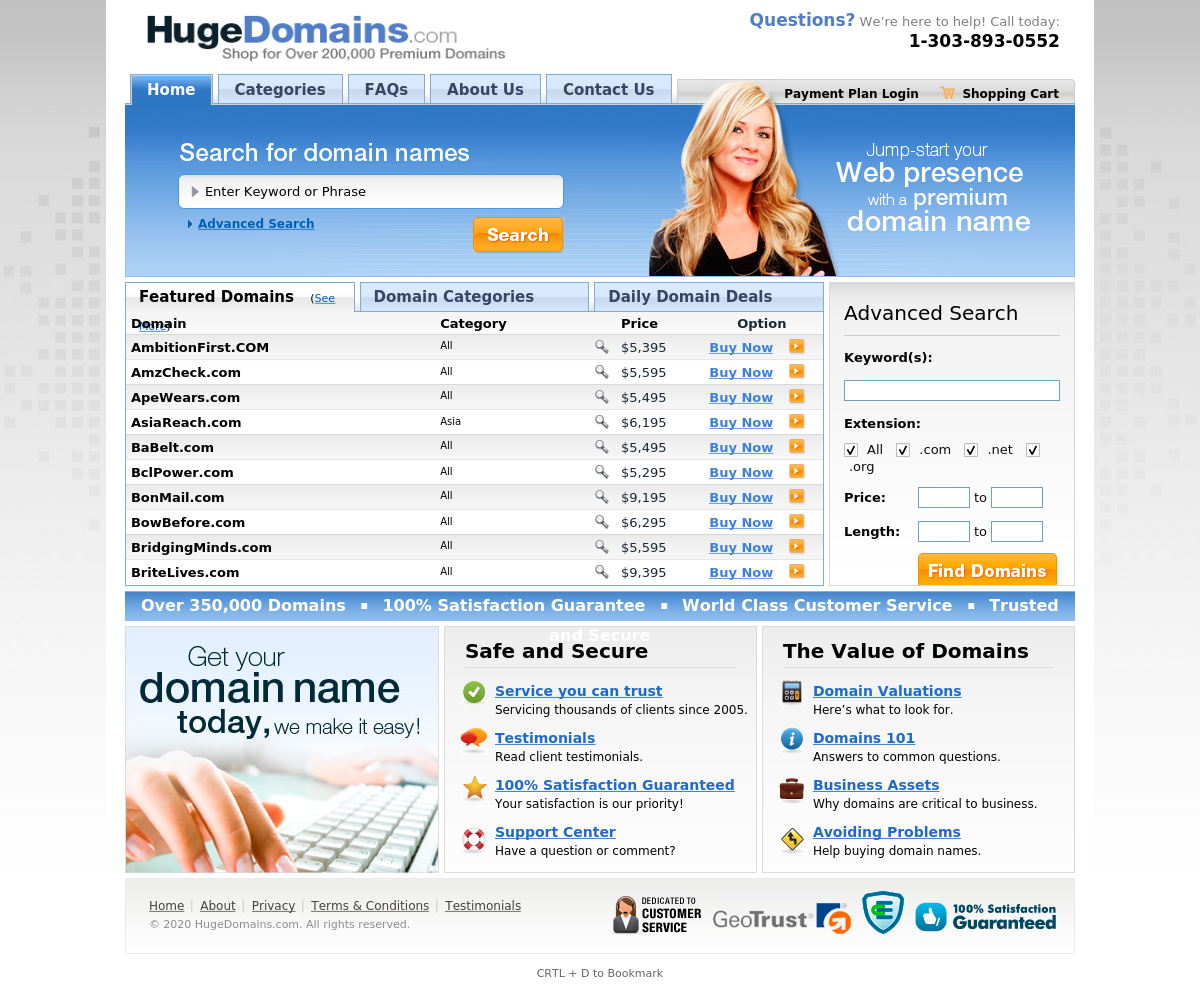 HugeDomains.com
Shop for Over 200,000 Premium Domains
Questions? We're here to help! Call today:
1-303-893-0552
Home Categories FAQs About Us Contact Us
Payment Plan Login Shopping Cart
Search for domain names
Enter Keyword or Phrase
Advanced Search
Search
Jump-start your
Web presence
with a premium
domain name
Featured Domains (See More) Domain Categories Daily Domain Deals
Domain Category Price Option
AmbitionFirst.COM All $5,395 Buy Now
AmzCheck.com All $5,595 Buy Now
ApeWears.com All $5,495 Buy Now
AsiaReach.com Asia $6,195 Buy Now
BaBelt.com All $5,495 Buy Now
BclPower.com All $5,295 Buy Now
BonMail.com All $9,195 Buy Now
BowBefore.com All $6,295 Buy Now
BridgingMinds.com All $5,595 Buy Now
BriteLives.com All $9,395 Buy Now
Advanced Search
Keyword(s):
Extension:
All .com .net
.org
Price: to
Length: to
Find Domains
Over 350,000 Domains 100% Satisfaction Guarantee World Class Customer Service Trusted
and Secure
Get your
domain name
today, we make it easy!
Safe and Secure
Service you can trust
Servicing thousands of clients since 2005.
Testimonials
Read client testimonials.
100% Satisfaction Guaranteed
Your satisfaction is our priority!
Support Center
Have a question or comment?
The Value of Domains
Domain Valuations
Here's what to look for.
Domains 101
Answers to common questions.
Business Assets
Why domains are critical to business.
Avoiding Problems
Help buying domain names.
Home | About | Privacy | Terms & Conditions | Testimonials
© 2020 HugeDomains.com. All rights reserved.
DEDICATED TO
CUSTOMER
SERVICE
GeoTrust
100% Satisfaction
Guaranteed
CRTL + D to Bookmark